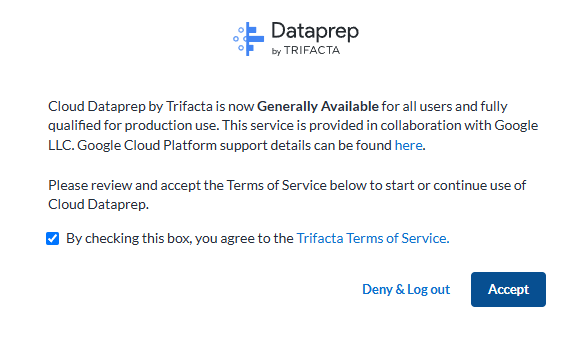 Dataprep
by TRIFACTA
Cloud Dataprep by Trifacta is now Generally Available for all users and fully
qualified for production use. This service is provided in collaboration with Google
LLC. Google Cloud Platform support details can be found here.
Please review and accept the Terms of Service below to start or continue use of
Cloud Dataprep.
By checking this box, you agree to the Trifacta Terms of Service.
Deny & Log out Accept